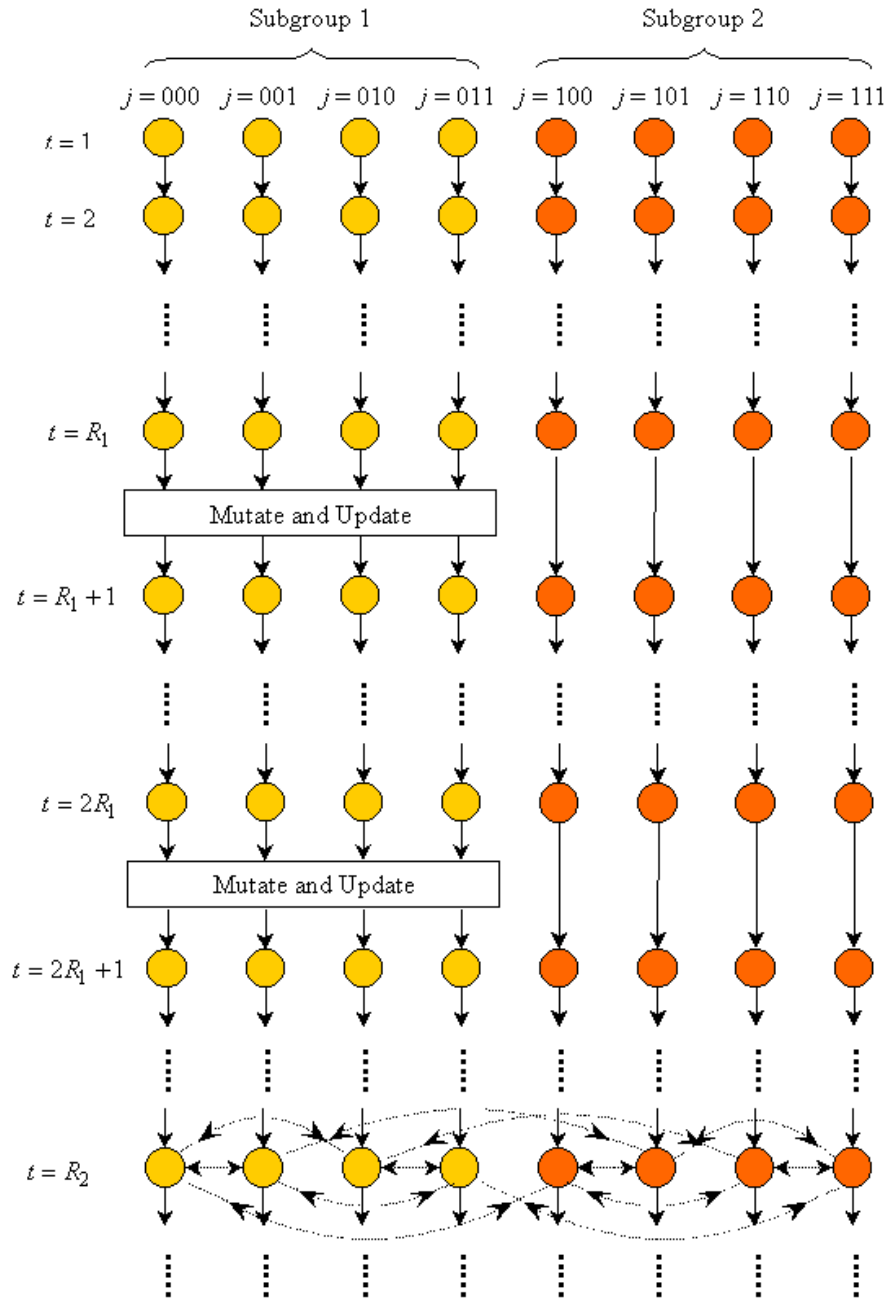 Subgroup 1 Subgroup 2
j = 000 j = 001 j = 010 j = 011 j = 100 j = 101 j = 110 j = 111
t = 1
t = 2
t = R₁
Mutate and Update
t = R₁ + 1
t = 2R₁
Mutate and Update
t = 2R₁ + 1
t = R₂